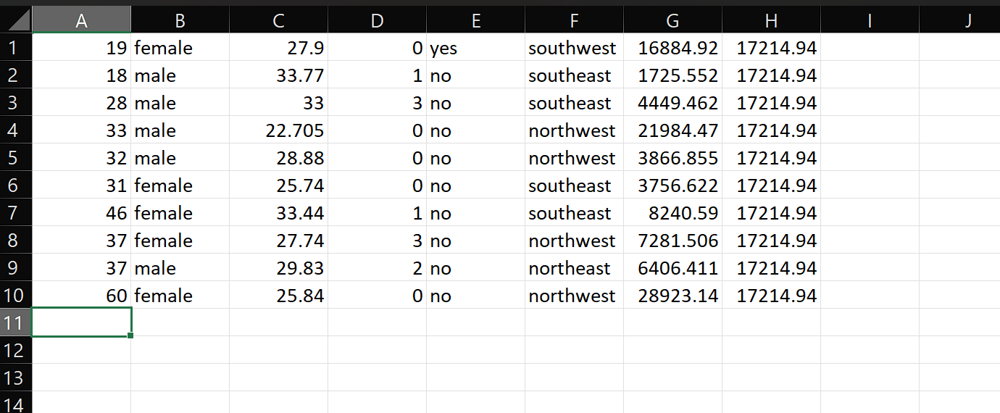 A B C D E F G H I J
1 19 female 27.9 0 yes southwest 16884.92 17214.94
2 18 male 33.77 1 no southeast 1725.552 17214.94
3 28 male 33 3 no southeast 4449.462 17214.94
4 33 male 22.705 0 no northwest 21984.47 17214.94
5 32 male 28.88 0 no northwest 3866.855 17214.94
6 31 female 25.74 0 no southeast 3756.622 17214.94
7 46 female 33.44 1 no southeast 8240.59 17214.94
8 37 female 27.74 3 no northwest 7281.506 17214.94
9 37 male 29.83 2 no northeast 6406.411 17214.94
10 60 female 25.84 0 no northwest 28923.14 17214.94
11
12
13
14